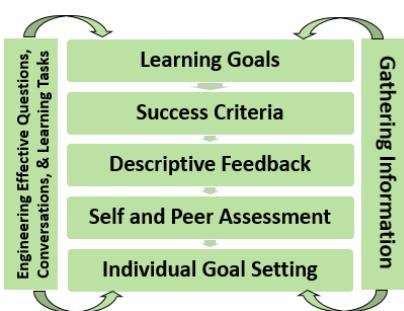 Engineering Effective Questions,
Conversations, & Learning Tasks
Learning Goals
Success Criteria
Descriptive Feedback
Self and Peer Assessment
Individual Goal Setting
Gathering Information